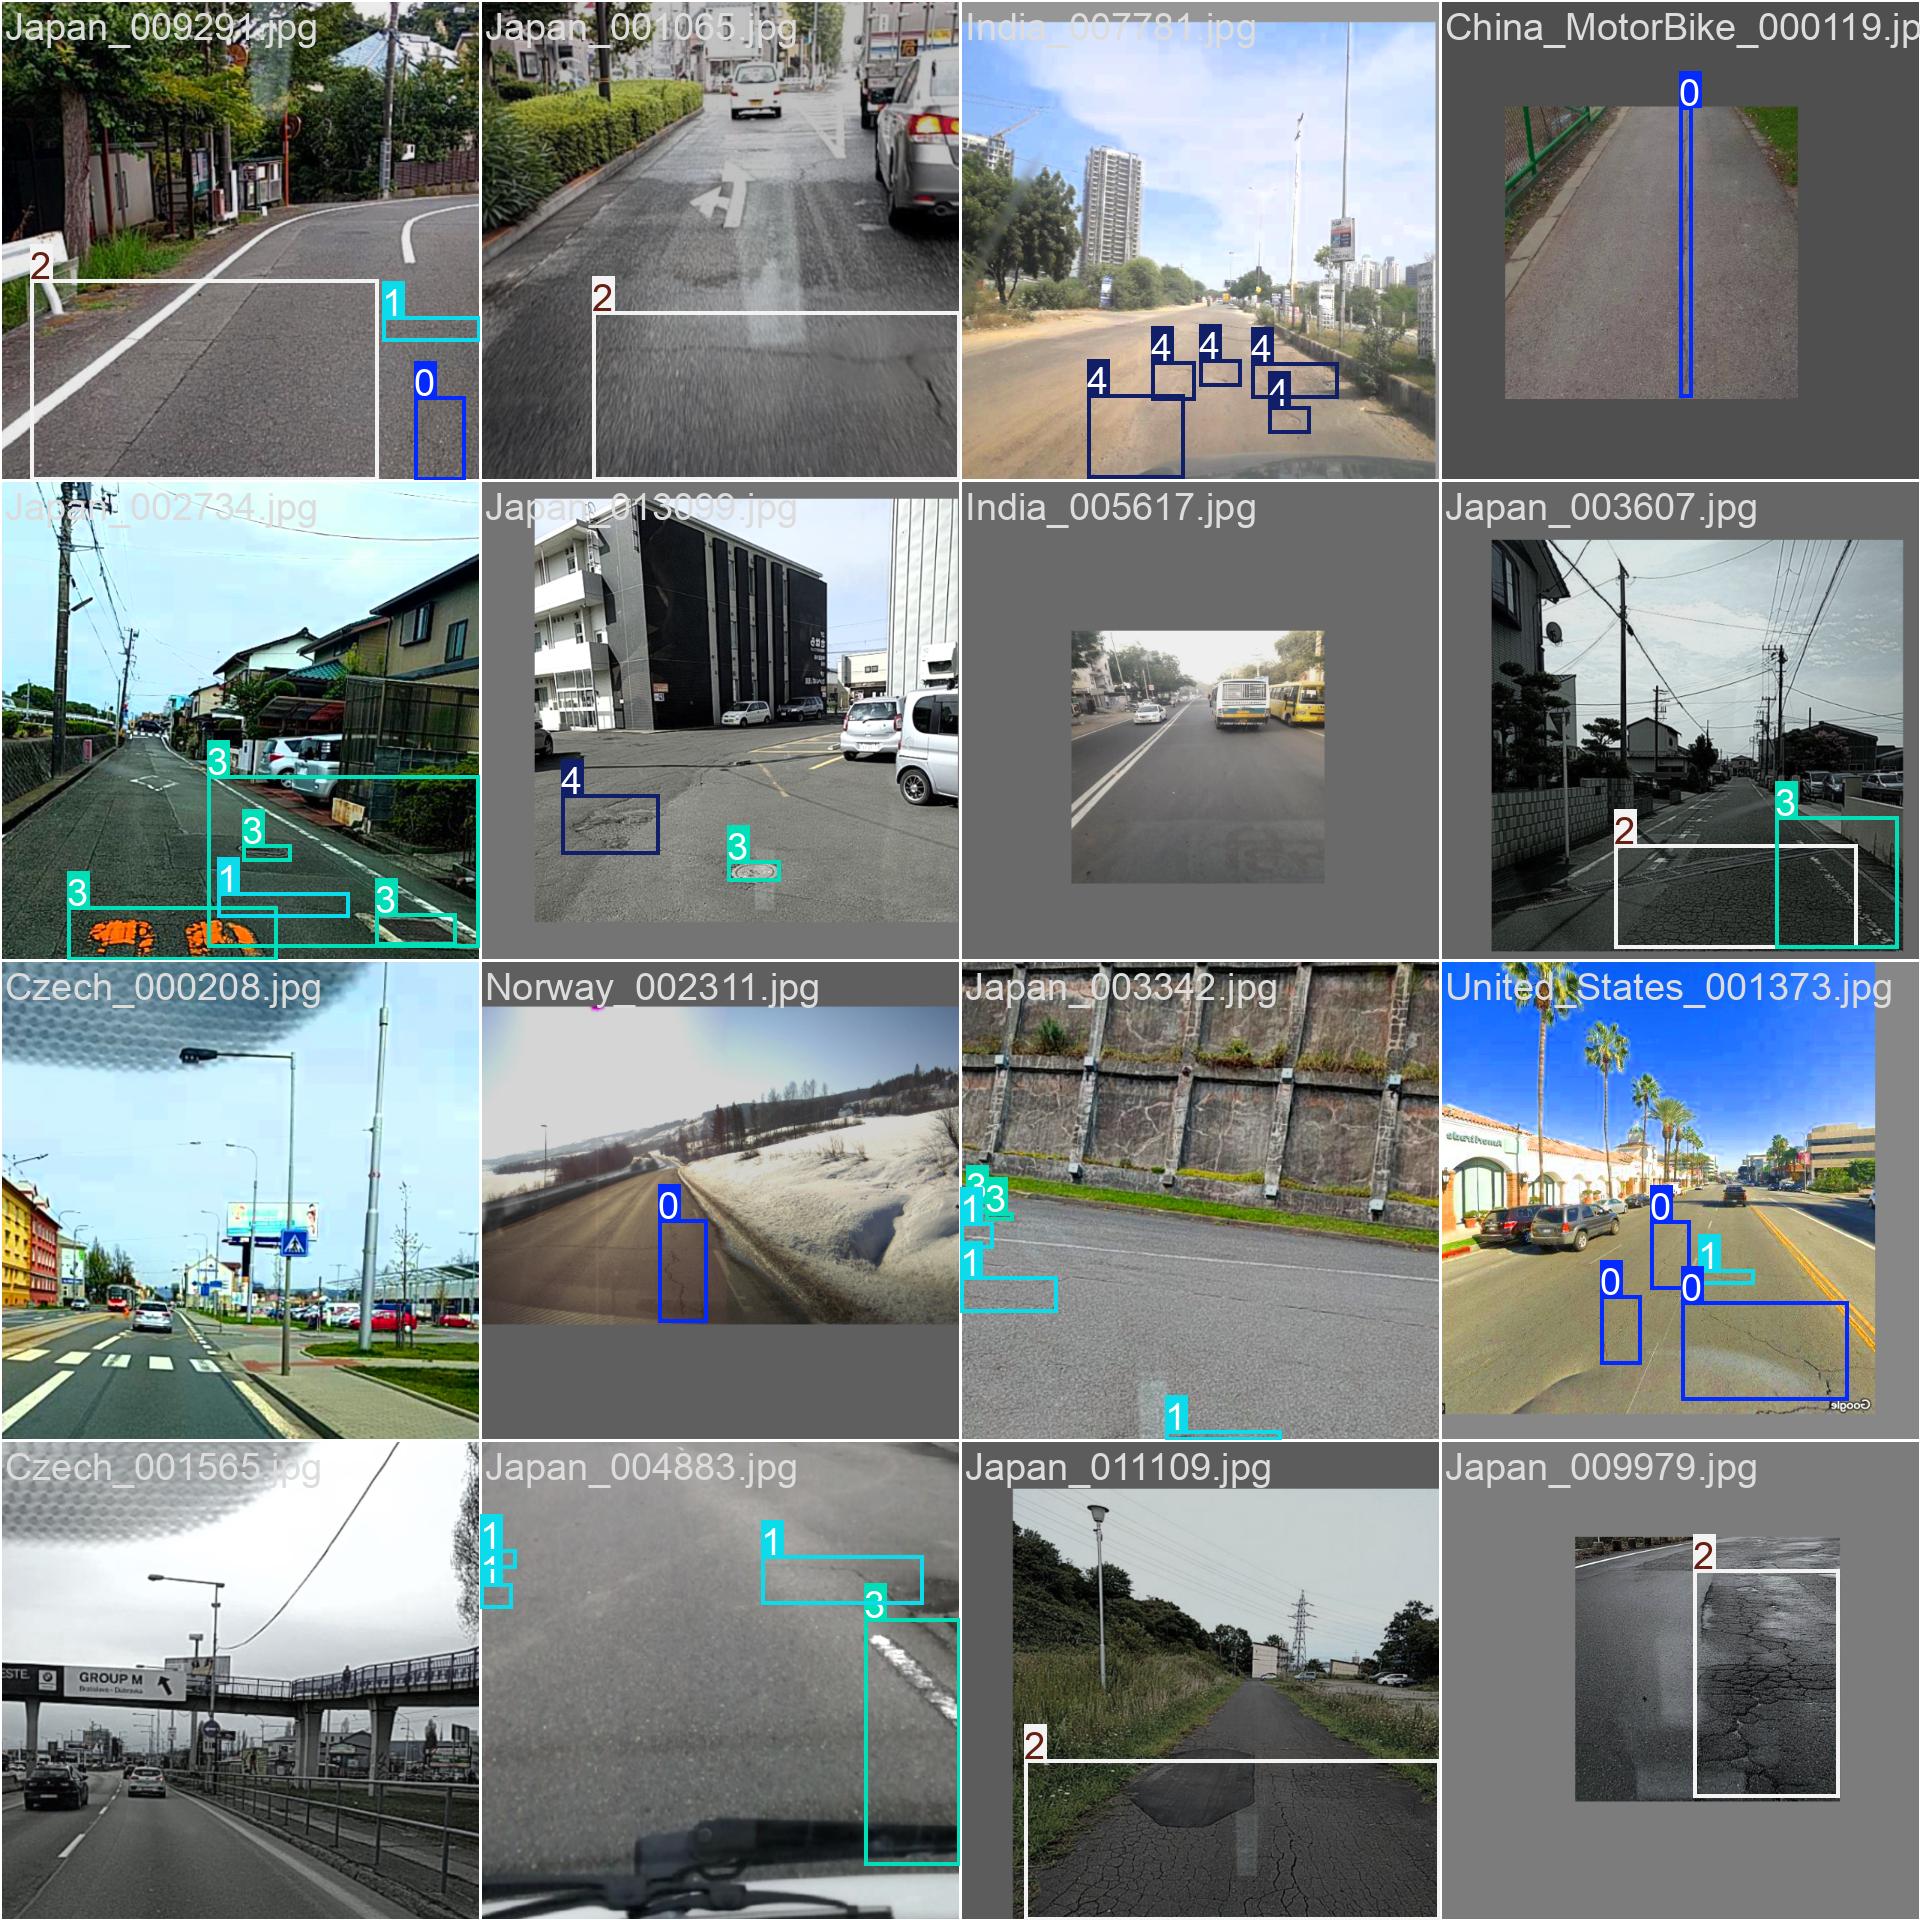 Japan_009291.jpg
Japan_001065.jpg
India_007781.jpg
China_MotorBike_000119.jp
0
2
1
2
4
4
4
4
4
0
Japan_002734.jpg
Japan_013099.jpg
India_005617.jpg
Japan_003607.jpg
3
3
1
3
3
4
3
3
2
Czech_000208.jpg
Norway_002311.jpg
Japan_003342.jpg
United_States_001373.jpg
0
3
3
1
1
1
0
1
0
0
Google
Czech_001565.jpg
Japan_004883.jpg
Japan_011109.jpg
Japan_009979.jpg
ESTE
GROUP M
Bratislava - Dubravka
1
1
1
3
2
2